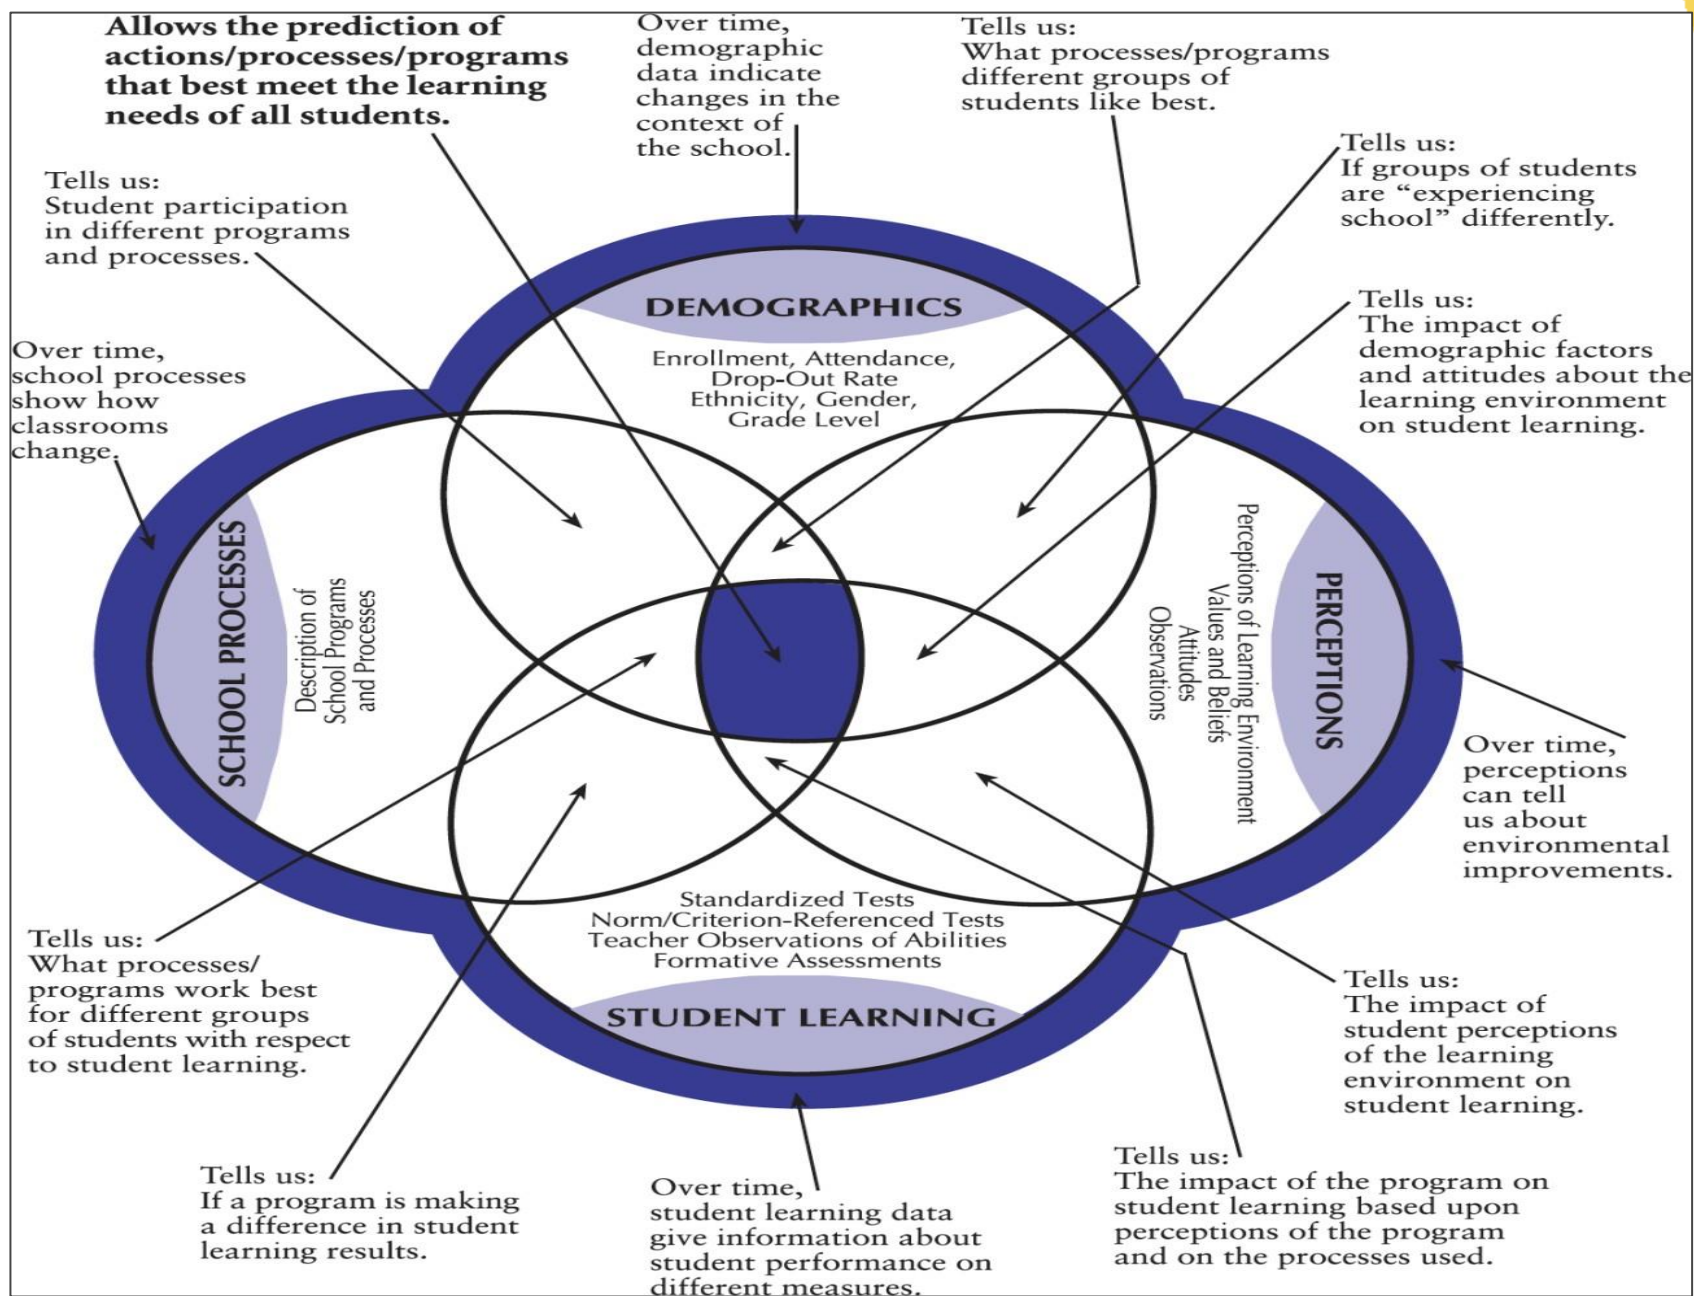 Allows the prediction of
actions/processes/programs
that best meet the learning
needs of all students.
Over time,
demographic
data indicate
changes in the
context of
the school.
Tells us:
What processes/programs
different groups of
students like best.
Tells us:
If groups of students
are “experiencing
school” differently.
Tells us:
Student participation
in different programs
and processes.
Tells us:
The impact of
demographic factors
and attitudes about the
learning environment
on student learning.
Over time,
school processes
show how
classrooms
change.
DEMOGRAPHICS
Enrollment, Attendance,
Drop-Out Rate
Ethnicity, Gender,
Grade Level
SCHOOL PROCESSES
Description of
School Programs
and Processes
PERCEPTIONS
Perceptions of Learning Environment
Values and Beliefs
Attitudes
Observations
Over time,
perceptions
can tell
us about
environmental
improvements.
Standardized Tests
Norm/Criterion-Referenced Tests
Teacher Observations of Abilities
Formative Assessments
STUDENT LEARNING
Tells us:
What processes/
programs work best
for different groups
of students with respect
to student learning.
Tells us:
The impact of
student perceptions
of the learning
environment on
student learning.
Tells us:
If a program is making
a difference in student
learning results.
Over time,
student learning data
give information about
student performance on
different measures.
Tells us:
The impact of the program on
student learning based upon
perceptions of the program
and on the processes used.